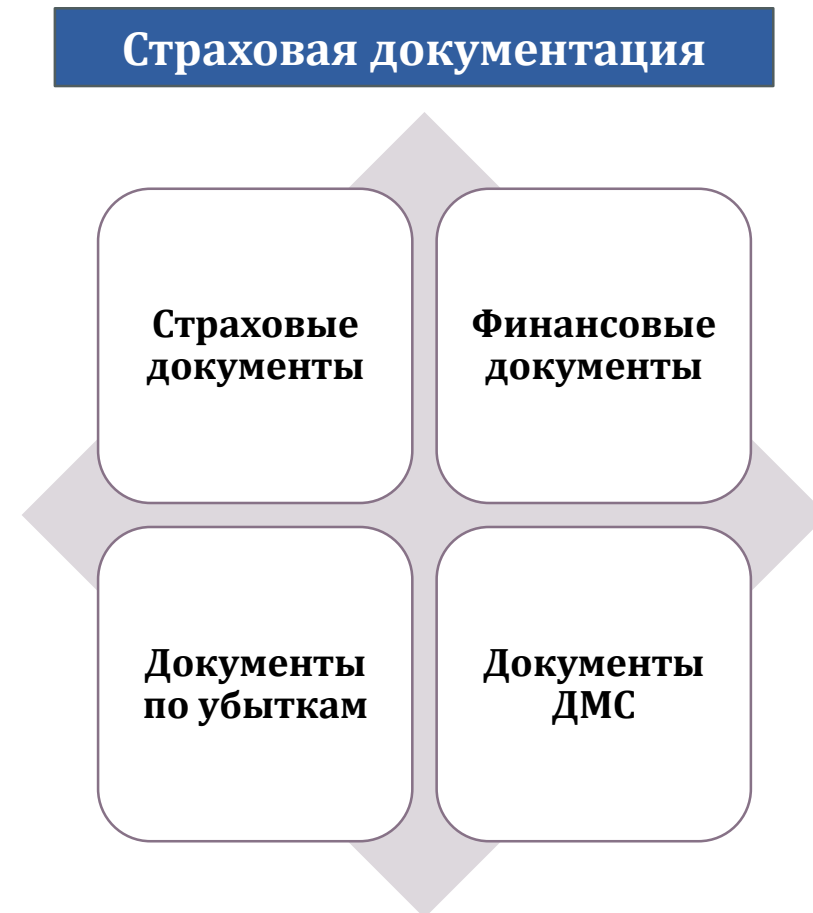 Страховая документация
Страховые
документы
Финансовые
документы
Документы
по убыткам
Документы
ДМС